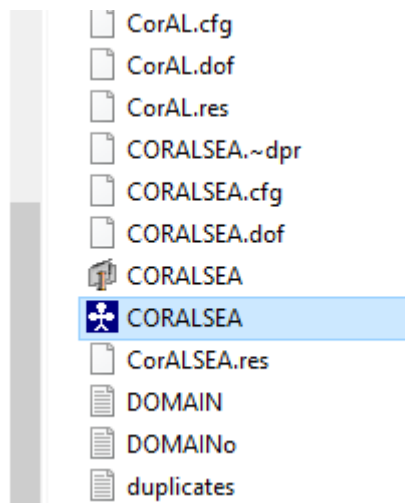 CorAL.cfg
CorAL.dof
CorAL.res
CORALSEA.~dpr
CORALSEA.cfg
CORALSEA.dof
CORALSEA
CORALSEA
CorALSEA.res
DOMAIN
DOMAINo
duplicates